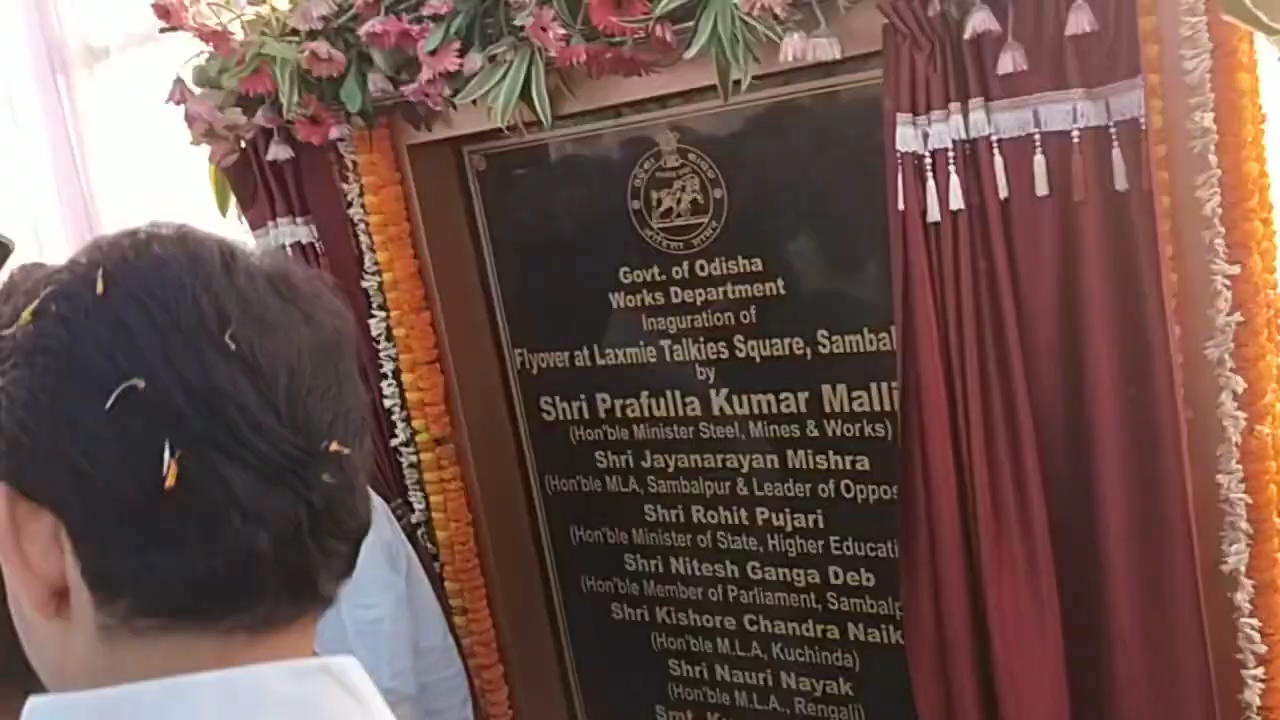 Govt. of Odisha
Works Department
Inaguration of
Flyover at Laxmie Talkies Square, Sambal
by
Shri Prafulla Kumar Malli
(Hon'ble Minister Steel, Mines & Works)
Shri Jayanarayan Mishra
(Hon'ble MLA, Sambalpur & Leader of Oppos
Shri Rohit Pujari
(Hon'ble Minister of State, Higher Educati
Shri Nitesh Ganga Deb
(Hon'ble Member of Parliament, Sambalp
Shri Kishore Chandra Naik
(Hon'ble M.L.A, Kuchinda)
Shri Nauri Nayak
(Hon'ble M.L.A., Rengali)
Smt.